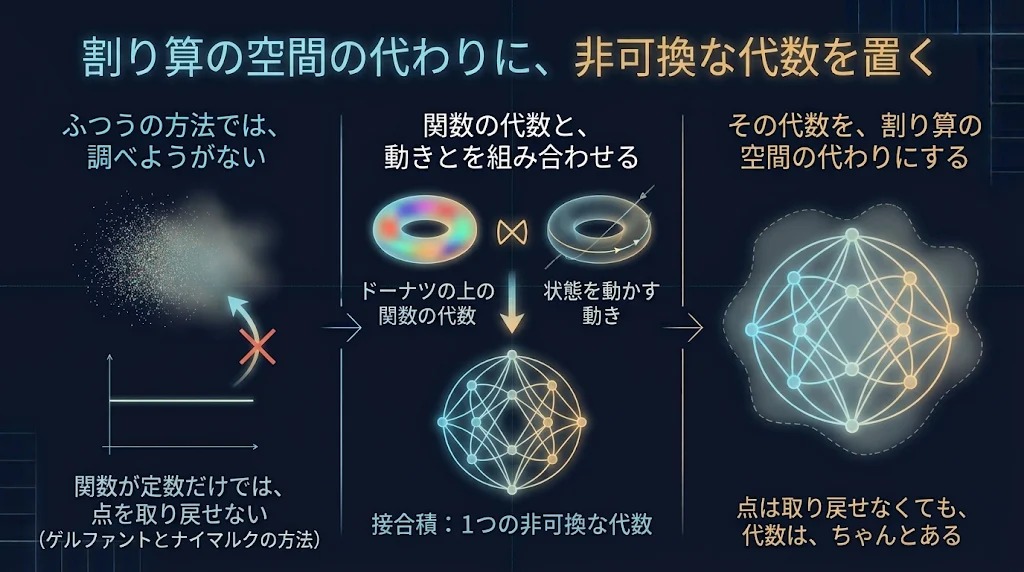 割り算の空間の代わりに、非可換な代数を置く
ふつうの方法では、
調べようがない
関数が定数だけでは、
点を取り戻せない
(ゲルファントとナイマルクの方法)
関数の代数と、
動きとを組み合わせる
ドーナツの上の
関数の代数
状態を動かす
動き
接合積：1つの非可換な代数
その代数を、割り算の
空間の代わりにする
点は取り戻せなくても、
代数は、ちゃんとある